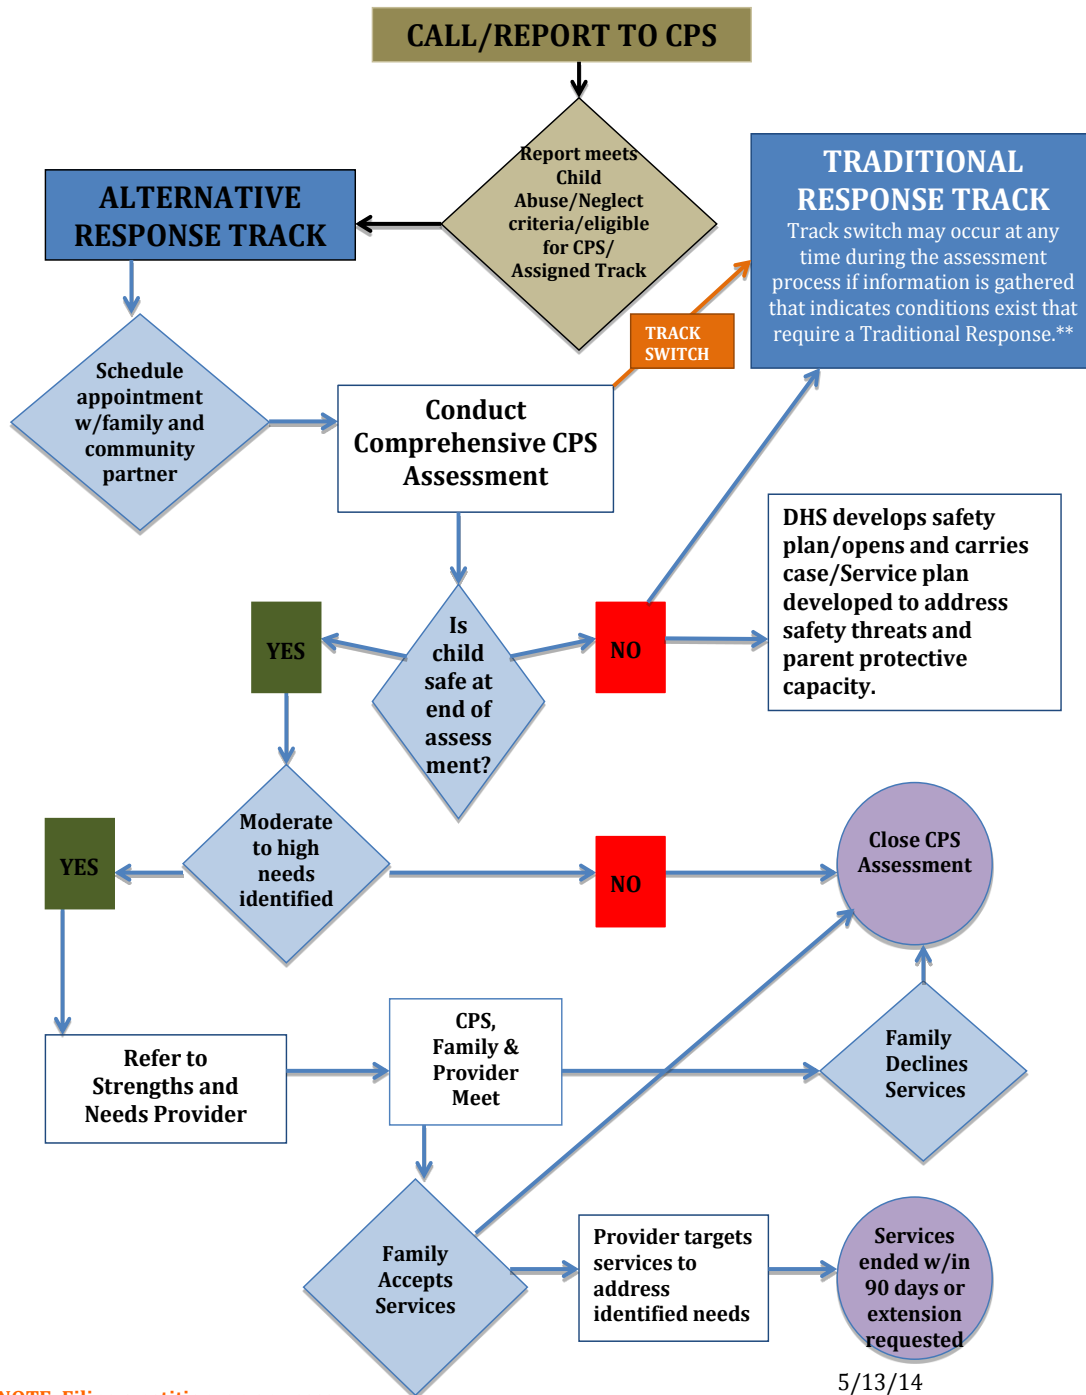 CALL/REPORT TO CPS
Report meets
Child
Abuse/Neglect
criteria/eligible
for CPS/
Assigned Track
ALTERNATIVE
RESPONSE TRACK
TRADITIONAL
RESPONSE TRACK
Track switch may occur at any
time during the assessment
process if information is gathered
that indicates conditions exist that
require a Traditional Response.**
TRACK
SWITCH
Schedule
appointment
w/family and
community
partner
Conduct
Comprehensive CPS
Assessment
DHS develops safety
plan/opens and carries
case/Service plan
developed to address
safety threats and
parent protective
capacity.
YES
Is
child
safe at
end of
assess
ment?
NO
Moderate
to high
needs
identified
YES
NO
Close CPS
Assessment
Refer to
Strengths and
Needs Provider
CPS,
Family &
Provider
Meet
Family
Declines
Services
Family
Accepts
Services
Provider targets
services to
address
identified needs
Services
ended w/in
90 days or
extension
requested
5/13/14